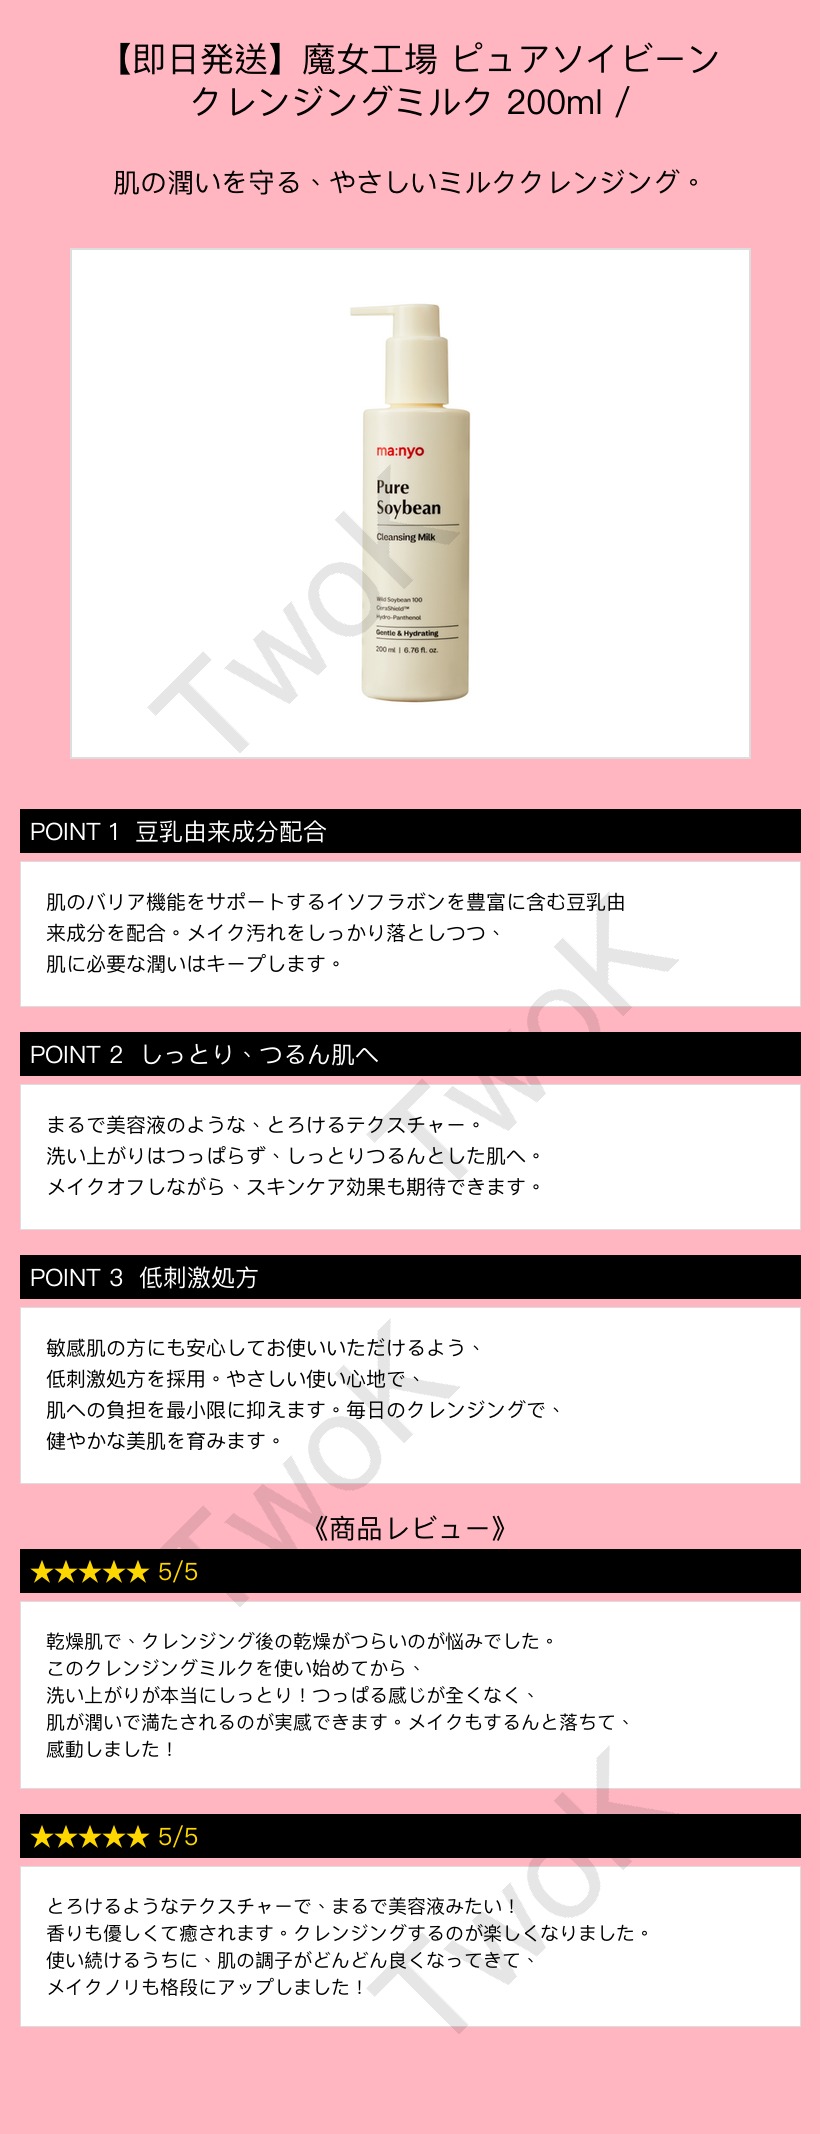 【即日発送】魔女工場 ピュアソイビーン
クレンジングミルク 200ml /
肌の潤いを守る、やさしいミルククレンジング。
ma:nyo
Pure
Soybean
Cleansing Milk
Wild Soybean 100
CeraShield™
Hydro-Panthenol
Gentle & Hydrating
200 ml | 6.76 fl. oz.
TwoK
POINT 1 豆乳由来成分配合
肌のバリア機能をサポートするイソフラボンを豊富に含む豆乳由
来成分を配合。メイク汚れをしっかり落としつつ、
肌に必要な潤いはキープします。
TwoK
POINT 2 しっとり、つるん肌へ
まるで美容液のような、とろけるテクスチャー。
洗い上がりはつっぱらず、しっとりつるんとした肌へ。
メイクオフしながら、スキンケア効果も期待できます。
POINT 3 低刺激処方
敏感肌の方にも安心してお使いいただけるよう、
低刺激処方を採用。やさしい使い心地で、
肌への負担を最小限に抑えます。毎日のクレンジングで、
健やかな美肌を育みます。
TwoK
《商品レビュー》
★★★★★ 5/5
乾燥肌で、クレンジング後の乾燥がつらいのが悩みでした。
このクレンジングミルクを使い始めてから、
洗い上がりが本当にしっとり！つっぱる感じが全くなく、
肌が潤いで満たされるのが実感できます。メイクもするんと落ちて、
感動しました！
★★★★★ 5/5
とろけるようなテクスチャーで、まるで美容液みたい！
香りも優しくて癒されます。クレンジングするのが楽しくなりました。
使い続けるうちに、肌の調子がどんどん良くなってきて、
メイクノリも格段にアップしました！
TwoK